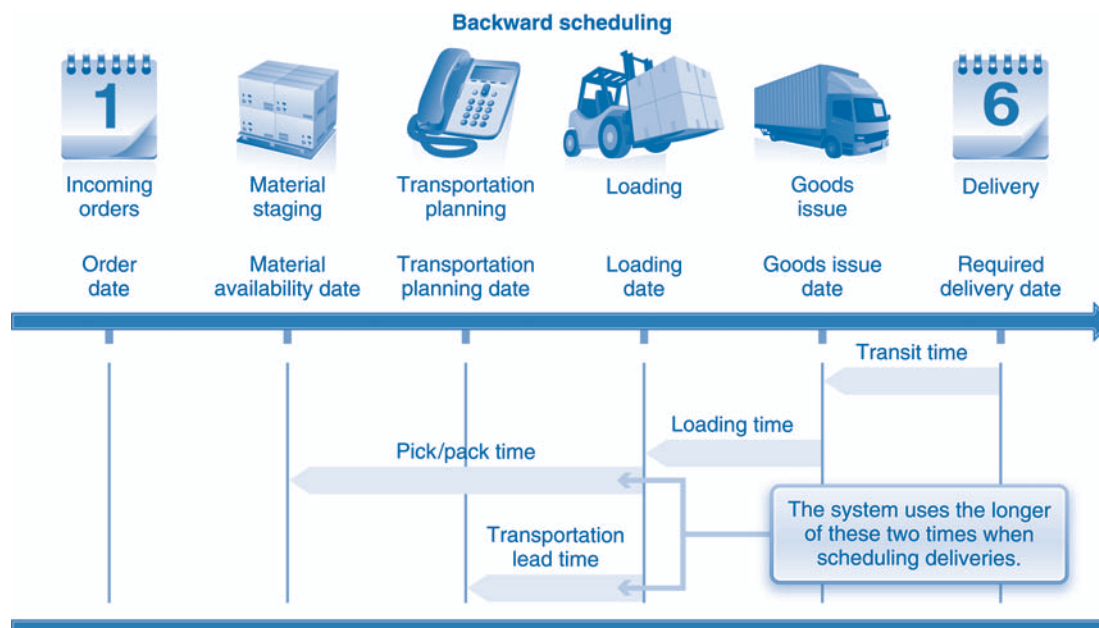 Backward scheduling
1
6
Incoming
orders
Material
staging
Transportation
planning
Loading
Goods
issue
Delivery
Order
date
Material
availability date
Transportation
planning date
Loading
date
Goods issue
date
Required
delivery date
Transit time
Loading time
Pick/pack time
Transportation
lead time
The system uses the longer
of these two times when
scheduling deliveries.